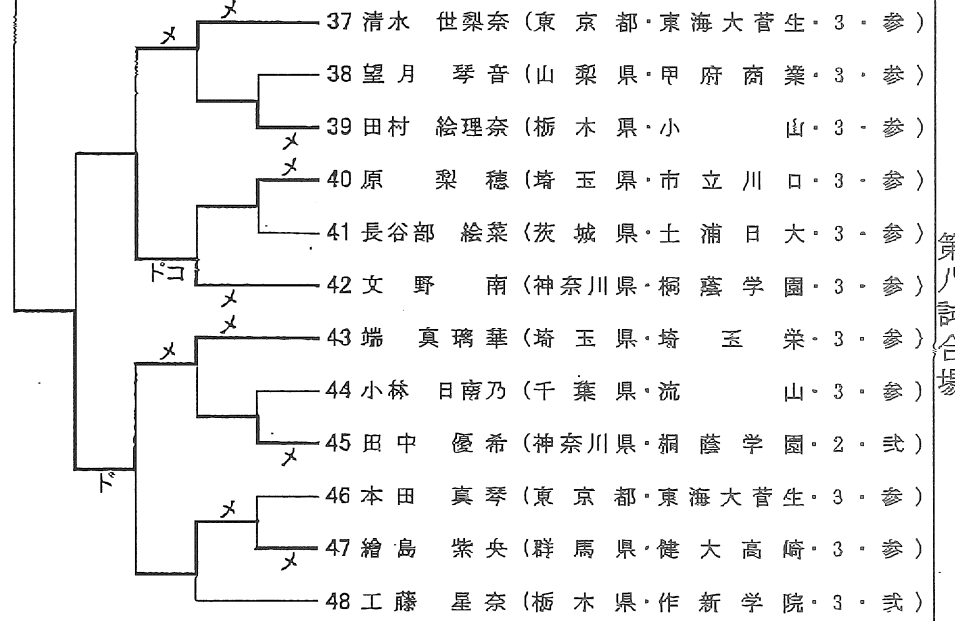 メ
37 清水 世梨奈 (東京都・東海大菅生・3・参)
メ
38 望月 琴音 (山梨県・甲府商業・3・参)
39 田村 絵理奈 (栃木県・小山・3・参)
メ
メ
40 原 梨穂 (埼玉県・市立川口・3・参)
41 長谷部 絵菜 (茨城県・土浦日大・3・参)
ドコ
42 文野 南 (神奈川県・桐蔭学園・3・参)
メ
メ
43 端 真璃華 (埼玉県・埼玉栄・3・参)
メ
44 小林 日南乃 (千葉県・流山・3・参)
45 田中 優希 (神奈川県・桐蔭学園・2・弐)
メ
ド
46 本田 真琴 (東京都・東海大菅生・3・参)
メ
47 繪島 紫央 (群馬県・健大高崎・3・参)
メ
48 工藤 星奈 (栃木県・作新学院・3・弐)
第八試合場